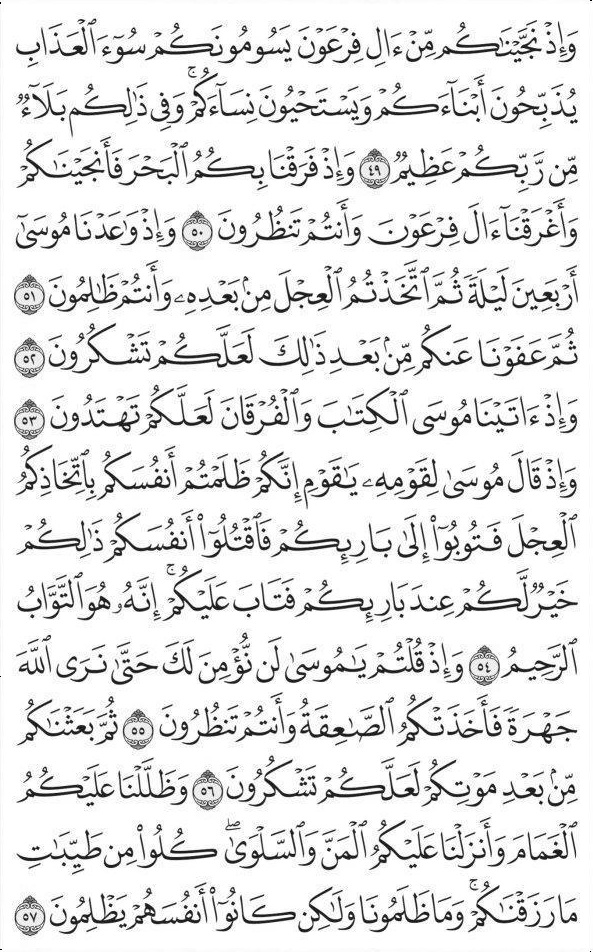 وَإِذْ نَجَّيْنَٰكُم مِّنْ ءَالِ فِرْعَوْنَ يَسُومُونَكُمْ سُوٓءَ ٱلْعَذَابِ
يُذَبِّحُونَ أَبْنَآءَكُمْ وَيَسْتَحْيُونَ نِسَآءَكُمْ ۚ وَفِى ذَٰلِكُم بَلَآءٌ
مِّن رَّبِّكُمْ عَظِيمٌ ٤٩ وَإِذْ فَرَقْنَا بِكُمُ ٱلْبَحْرَ فَأَنجَيْنَٰكُمْ
وَأَغْرَقْنَآ ءَالَ فِرْعَوْنَ وَأَنتُمْ تَنظُرُونَ ٥٠ وَإِذْ وَٰعَدْنَا مُوسَىٰٓ
أَرْبَعِينَ لَيْلَةً ثُمَّ ٱتَّخَذْتُمُ ٱلْعِجْلَ مِنۢ بَعْدِهِۦ وَأَنتُمْ ظَٰلِمُونَ ٥١
ثُمَّ عَفَوْنَا عَنكُم مِّنۢ بَعْدِ ذَٰلِكَ لَعَلَّكُمْ تَشْكُرُونَ ٥٢
وَإِذْ ءَاتَيْنَا مُوسَى ٱلْكِتَٰبَ وَٱلْفُرْقَانَ لَعَلَّكُمْ تَهْتَدُونَ ٥٣
وَإِذْ قَالَ مُوسَىٰ لِقَوْمِهِۦ يَٰقَوْمِ إِنَّكُمْ ظَلَمْتُمْ أَنفُسَكُم بِٱتِّخَاذِكُمُ
ٱلْعِجْلَ فَتُوبُوٓا۟ إِلَىٰ بَارِئِكُمْ فَٱقْتُلُوٓا۟ أَنفُسَكُمْ ذَٰلِكُمْ
خَيْرٌ لَّكُمْ عِندَ بَارِئِكُمْ فَتَابَ عَلَيْكُمْ ۚ إِنَّهُۥ هُوَ ٱلتَّوَّابُ
ٱلرَّحِيمُ ٥٤ وَإِذْ قُلْتُمْ يَٰمُوسَىٰ لَن نُّؤْمِنَ لَكَ حَتَّىٰ نَرَى ٱللَّهَ
جَهْرَةً فَأَخَذَتْكُمُ ٱلصَّٰعِقَةُ وَأَنتُمْ تَنظُرُونَ ٥٥ ثُمَّ بَعَثْنَٰكُم
مِّنۢ بَعْدِ مَوْتِكُمْ لَعَلَّكُمْ تَشْكُرُونَ ٥٦ وَظَلَّلْنَا عَلَيْكُمُ
ٱلْغَمَامَ وَأَنزَلْنَا عَلَيْكُمُ ٱلْمَنَّ وَٱلسَّلْوَىٰ ۖ كُلُوا۟ مِن طَيِّبَٰتِ
مَا رَزَقْنَٰكُمْ ۖ وَمَا ظَلَمُونَا وَلَٰكِن كَانُوٓا۟ أَنفُسَهُمْ يَظْلِمُونَ ٥٧